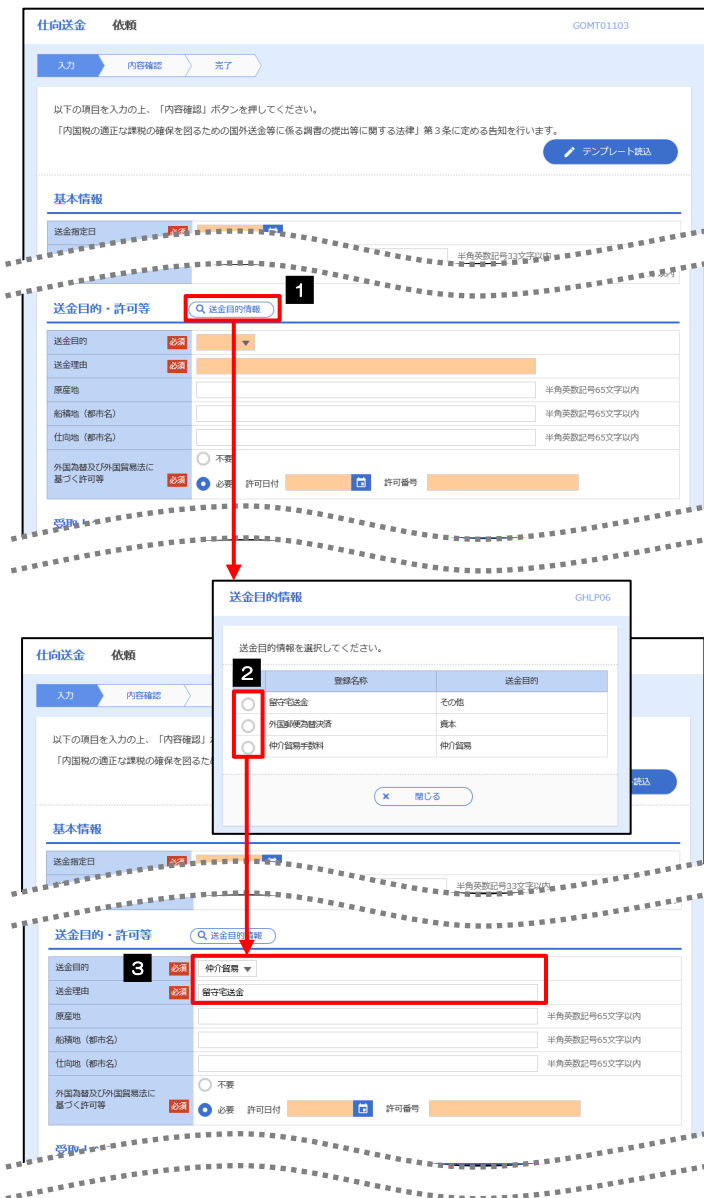 仕向送金 依頼 GOMT01103
入力 内容確認 完了
以下の項目を入力の上、「内容確認」ボタンを押してください。
「内国税の適正な課税の確保を図るための国外送金等に係る調書の提出等に関する法律」第3条に定める告知を行います。
テンプレート読込
基本情報
送金指定日 必須
半角英数記号33文字以内
1
送金目的・許可等 送金目的情報
送金目的 必須
送金理由 必須
原産地 半角英数記号65文字以内
船積地（都市名） 半角英数記号65文字以内
仕向地（都市名） 半角英数記号65文字以内
不要
外国為替及び外国貿易法に
基づく許可等 必須 必要 許可日付 許可番号
送金目的情報 GHLP06
送金目的情報を選択してください。
2
登録名称 送金目的
留守宅送金 その他
外国郵便為替決済 資本
仲介貿易手数料 仲介貿易
× 閉じる
仕向送金 依頼
入力 内容確認
以下の項目を入力の上、「内容確認」
「内国税の適正な課税の確保を図るため
読込
基本情報
送金指定日 必須
半角英数記号33文字以内
送金目的・許可等 送金目的情報
3
送金目的 必須 仲介貿易
送金理由 必須 留守宅送金
原産地 半角英数記号65文字以内
船積地（都市名） 半角英数記号65文字以内
仕向地（都市名） 半角英数記号65文字以内
不要
外国為替及び外国貿易法に
基づく許可等 必須 必要 許可日付 許可番号